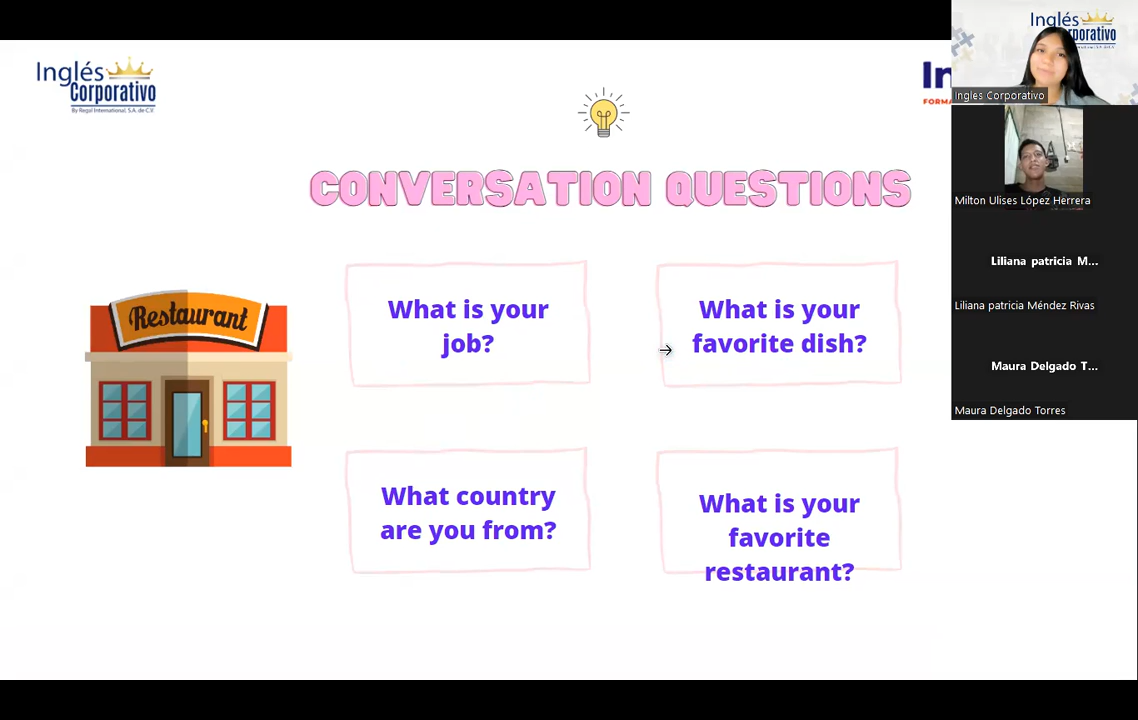 Inglés
Corporativo
By Regal International, S.A. de C.V.
In
FORMA
CONVERSATION QUESTIONS
Restaurant
What is your
job?
What is your
favorite dish?
What country
are you from?
What is your
favorite
restaurant?
Inglés
Corporativo
Ingles Corporativo
Milton Ulises López Herrera
Liliana patricia M...
Liliana patricia Méndez Rivas
Maura Delgado T...
Maura Delgado Torres